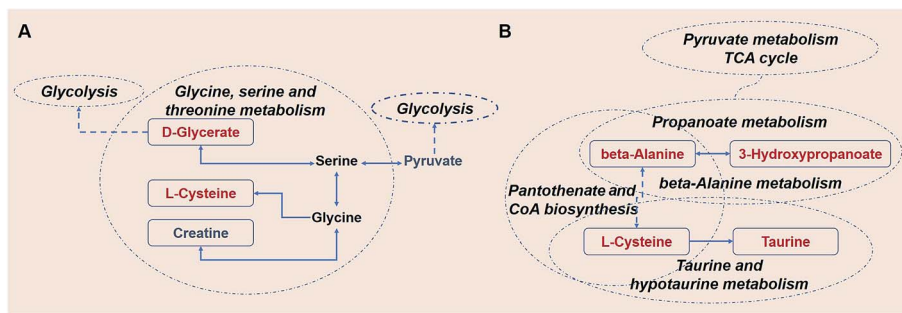 A
Glycolysis
Glycine, serine and
threonine metabolism
Glycolysis
D-Glycerate
Serine
Pyruvate
L-Cysteine
Glycine
Creatine
B
Pyruvate metabolism
TCA cycle
Propanoate metabolism
beta-Alanine
3-Hydroxypropanoate
beta-Alanine metabolism
Pantothenate and
CoA biosynthesis
L-Cysteine
Taurine
Taurine and
hypotaurine metabolism